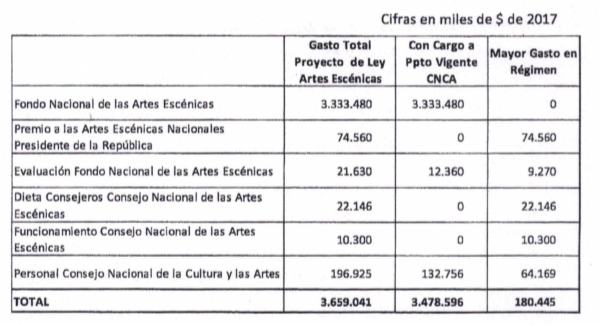 Cifras en miles de $ de 2017
Gasto Total Proyecto de Ley Artes Escénicas | Con Cargo a Ppto Vigente CNCA | Mayor Gasto en Régimen
Fondo Nacional de las Artes Escénicas 3.333.480 3.333.480 0
Premio a las Artes Escénicas Nacionales
Presidente de la República 74.560 0 74.560
Evaluación Fondo Nacional de las Artes Escénicas 21.630 12.360 9.270
Dieta Consejeros Consejo Nacional de las Artes
Escénicas 22.146 0 22.146
Funcionamiento Consejo Nacional de las Artes
Escénicas 10.300 0 10.300
Personal Consejo Nacional de la Cultura y las Artes 196.925 132.756 64.169
TOTAL 3.659.041 3.478.596 180.445